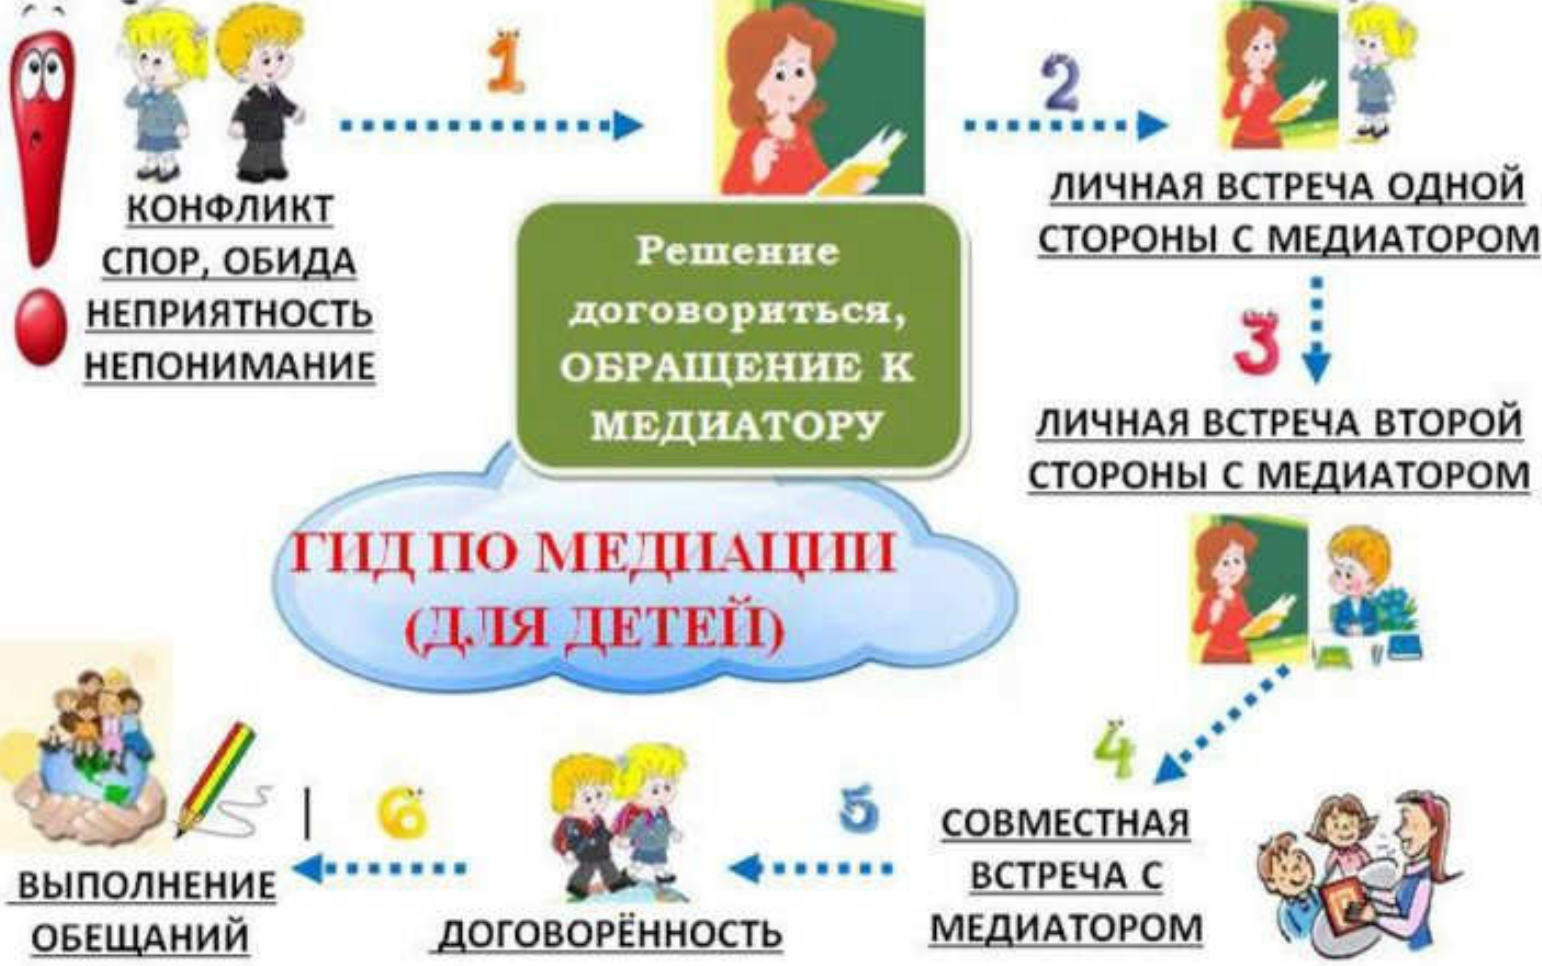 КОНФЛИКТ
СПОР, ОБИДА
НЕПРИЯТНОСТЬ
НЕПОНИМАНИЕ
1
Решение
договориться,
ОБРАЩЕНИЕ К
МЕДИАТОРУ
2
ЛИЧНАЯ ВСТРЕЧА ОДНОЙ
СТОРОНЫ С МЕДИАТОРОМ
3
ЛИЧНАЯ ВСТРЕЧА ВТОРОЙ
СТОРОНЫ С МЕДИАТОРОМ
ГИД ПО МЕДИАЦИИ
(ДЛЯ ДЕТЕЙ)
4
СОВМЕСТНАЯ
ВСТРЕЧА С
МЕДИАТОРОМ
5
ДОГОВОРЁННОСТЬ
6
ВЫПОЛНЕНИЕ
ОБЕЩАНИЙ